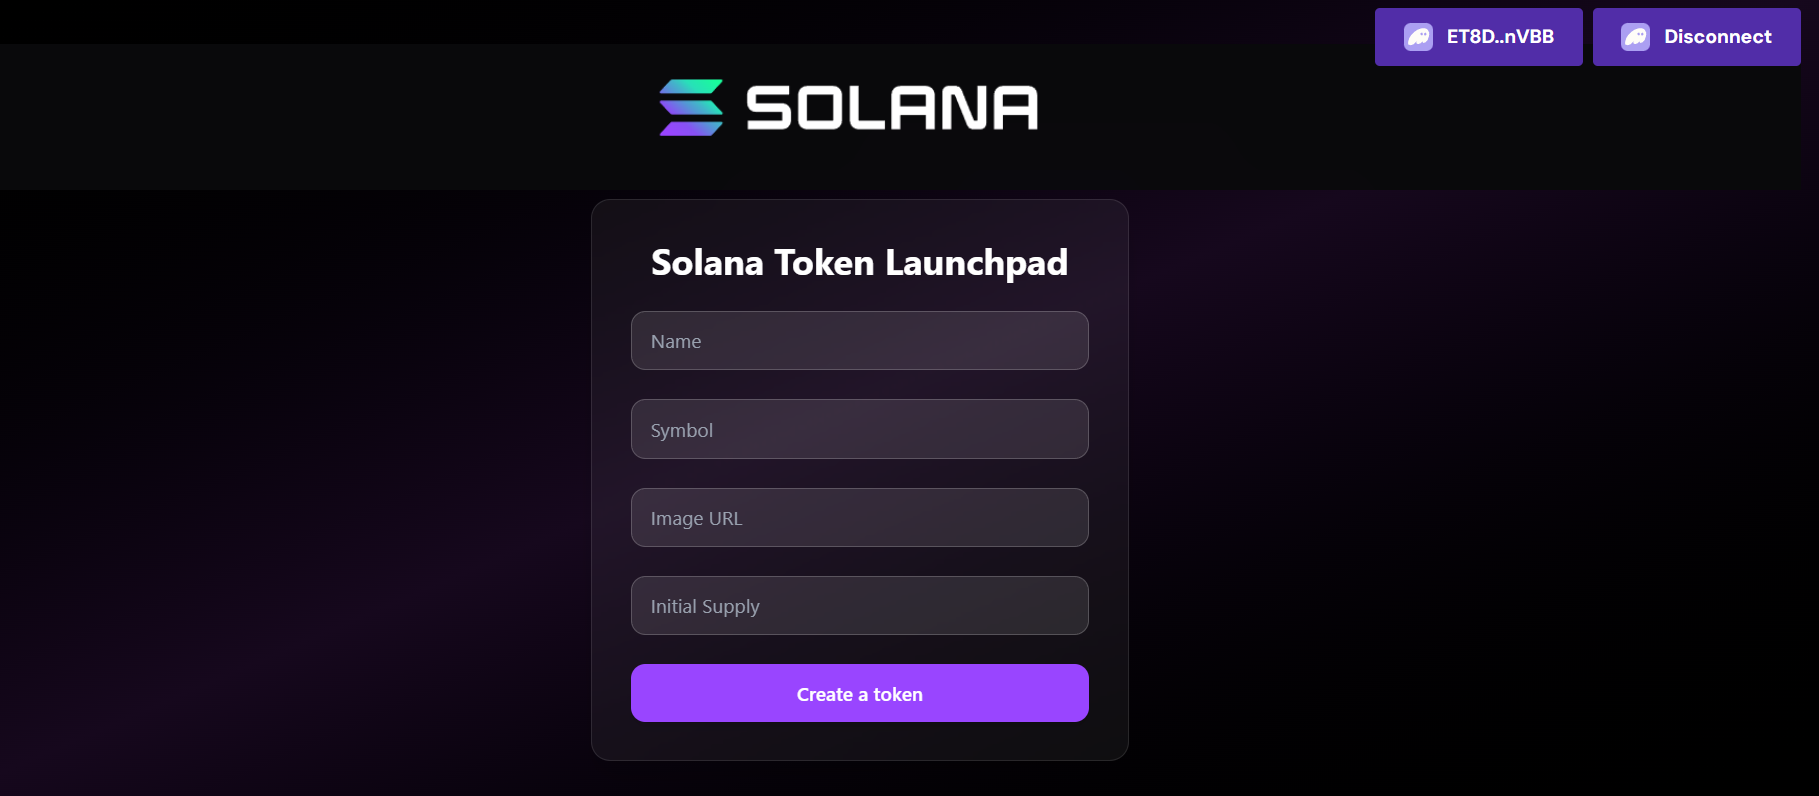 ET8D..nVBB
Disconnect
SOLANA
Solana Token Launchpad
Name
Symbol
Image URL
Initial Supply
Create a token